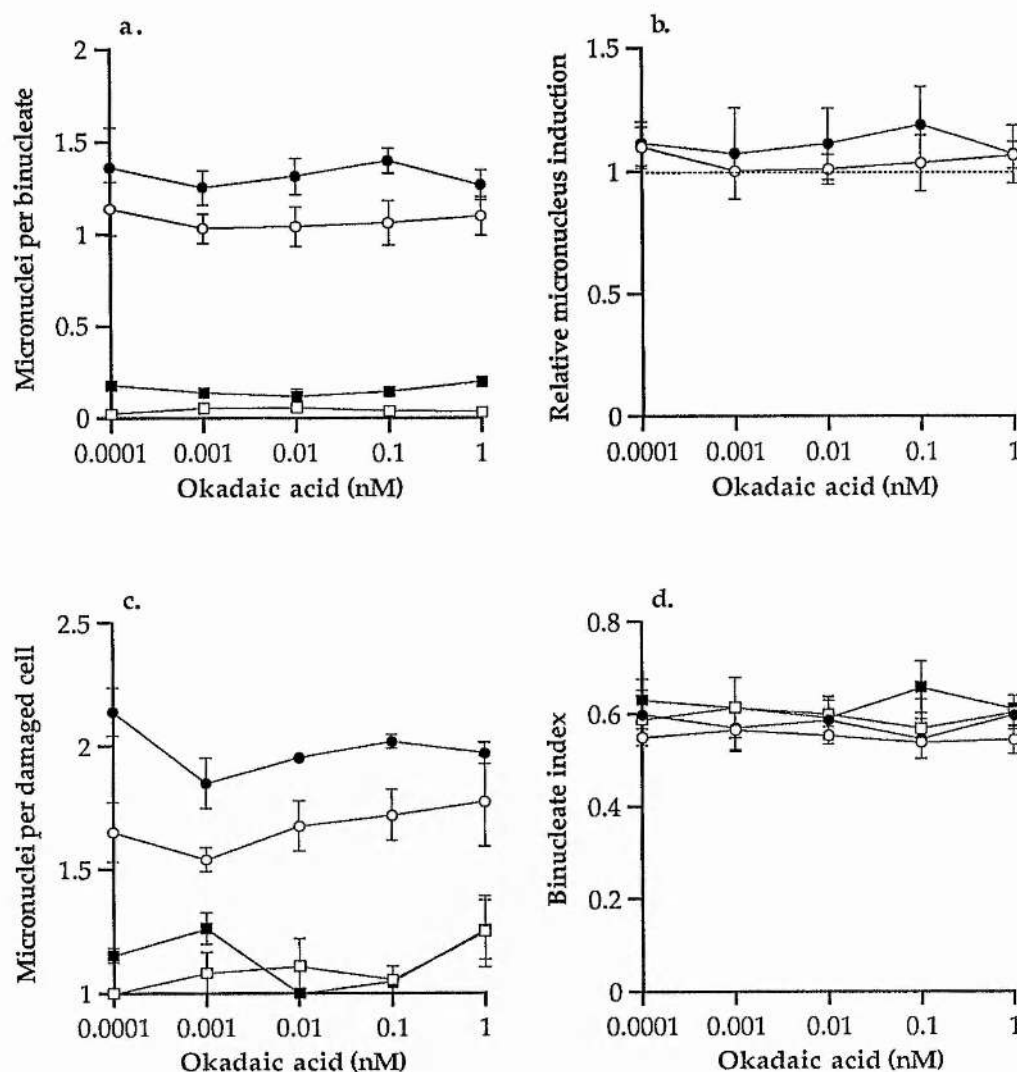 a.
Micronuclei per binucleate
2
1.5
1
0.5
0
0.0001 0.001 0.01 0.1 1
Okadaic acid (nM)
b.
Relative micronucleus induction
1.5
1
0.5
0
0.0001 0.001 0.01 0.1 1
Okadaic acid (nM)
c.
Micronuclei per damaged cell
2.5
2
1.5
1
0.0001 0.001 0.01 0.1 1
Okadaic acid (nM)
d.
Binucleate index
0.8
0.6
0.4
0.2
0
0.0001 0.001 0.01 0.1 1
Okadaic acid (nM)